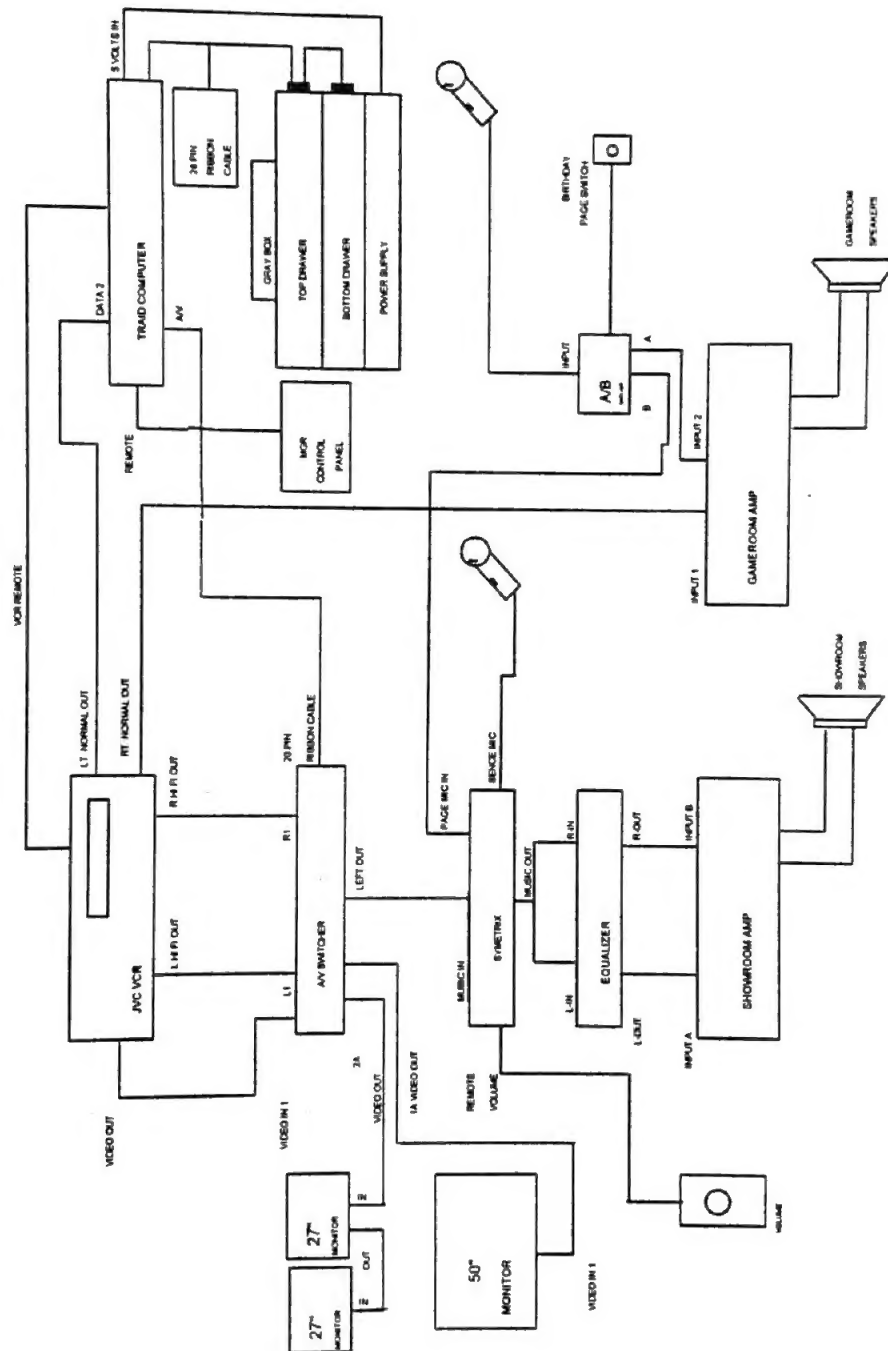 5 VOLTS IN
TRAID COMPUTER
DATA 2
A/V
REMOTE
VCR REMOTE
RIBBON
CABLE
GRAY BOX
TOP DRAWER
BOTTOM DRAWER
POWER SUPPLY
MGR
CONTROL
PANEL
BIRTHDAY
PAGE SWITCH
INPUT
A/B
A
B
INPUT 2
INPUT 1
GAMEROOM AMP
GAMEROOM
SPEAKERS
LT NORMAL OUT
RT NORMAL OUT
JVC VCR
R HI FI OUT
L HI FI OUT
VIDEO OUT
20 PIN
RIBBON CABLE
R1
L1
A/V SWITCHER
VIDEO IN 1
LEFT OUT
2A
VIDEO OUT
1A VIDEO OUT
PAGE MIC IN
SENCE MIC
MUSIC IN
SYMETRIX
MUSIC OUT
REMOTE
VOLUME
R-IN
L-IN
EQUALIZER
R-OUT
L-OUT
INPUT B
INPUT A
SHOWROOM AMP
SHOWROOM
SPEAKERS
27"
MONITOR
IN
OUT
27"
MONITOR
IN
50"
MONITOR
VIDEO IN 1
VOLUME